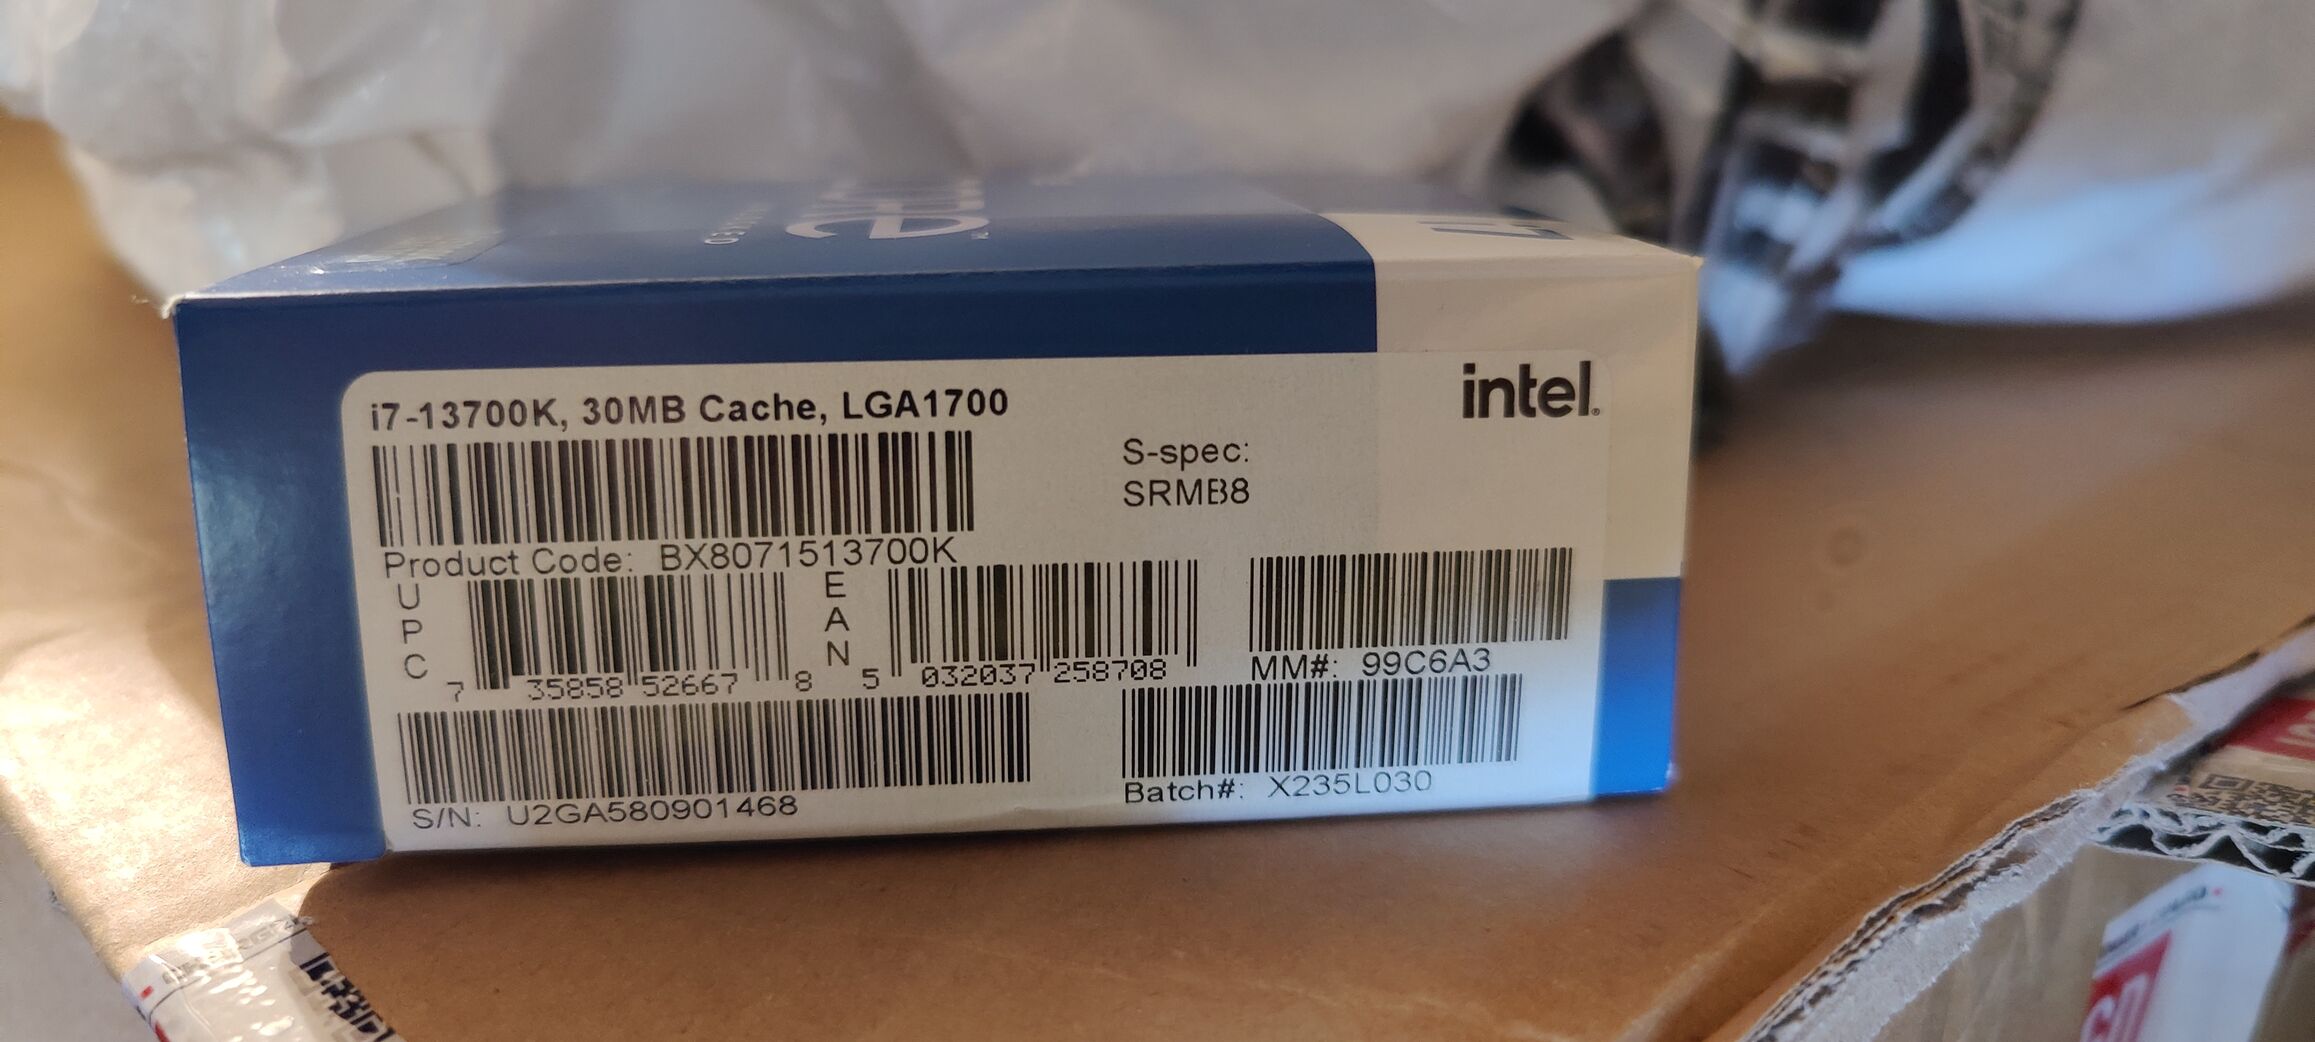 i7-13700K, 30MB Cache, LGA1700
intel.
S-spec:
SRMB8
Product Code: BX8071513700K
UPC
7 35858 52667 8
EAN
5 032037 258708
MM#: 99C6A3
S/N: U2GA580901468
Batch#: X235L030